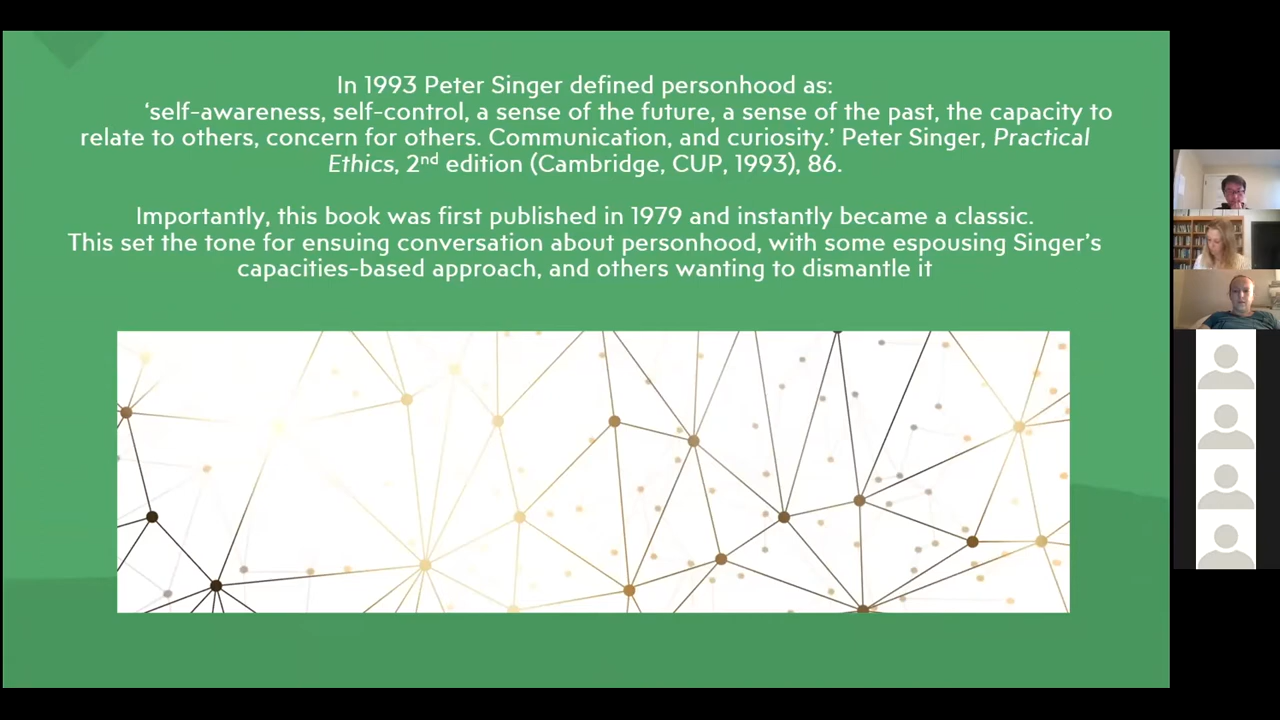 In 1993 Peter Singer defined personhood as:
‘self-awareness, self-control, a sense of the future, a sense of the past, the capacity to
relate to others, concern for others. Communication, and curiosity.’ Peter Singer, Practical
Ethics, 2nd edition (Cambridge, CUP, 1993), 86.
Importantly, this book was first published in 1979 and instantly became a classic.
This set the tone for ensuing conversation about personhood, with some espousing Singer’s
capacities-based approach, and others wanting to dismantle it